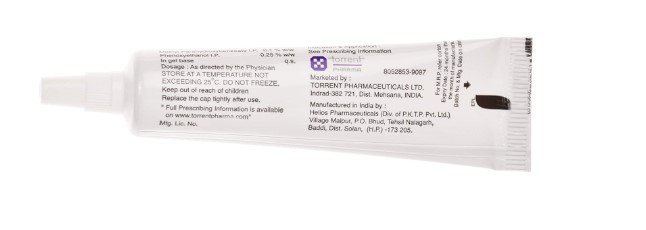 Phenoxyethanol I.P. 0.25 % w/w
In gel base q.s.
Dosage : As directed by the Physician
STORE AT A TEMPERATURE NOT
EXCEEDING 25°C. DO NOT FREEZE.
Keep out of reach of children
Replace the cap tightly after use.
* Full Prescribing Information is available
on www.torrentpharma.com*
Mfg. Lic. No.
See Prescribing Information
torrent
PHARMA
8052853-9097
Marketed by :
TORRENT PHARMACEUTICALS LTD.
Indrad-382 721, Dist. Mehsana, INDIA.
Manufactured in India by :
Helios Pharmaceuticals (Div. of P.K.T.P. Pvt. Ltd.)
Village Malpur, P.O. Bhud, Tehsil Nalagarh,
Baddi, Dist. Solan, (H.P.) -173 205.